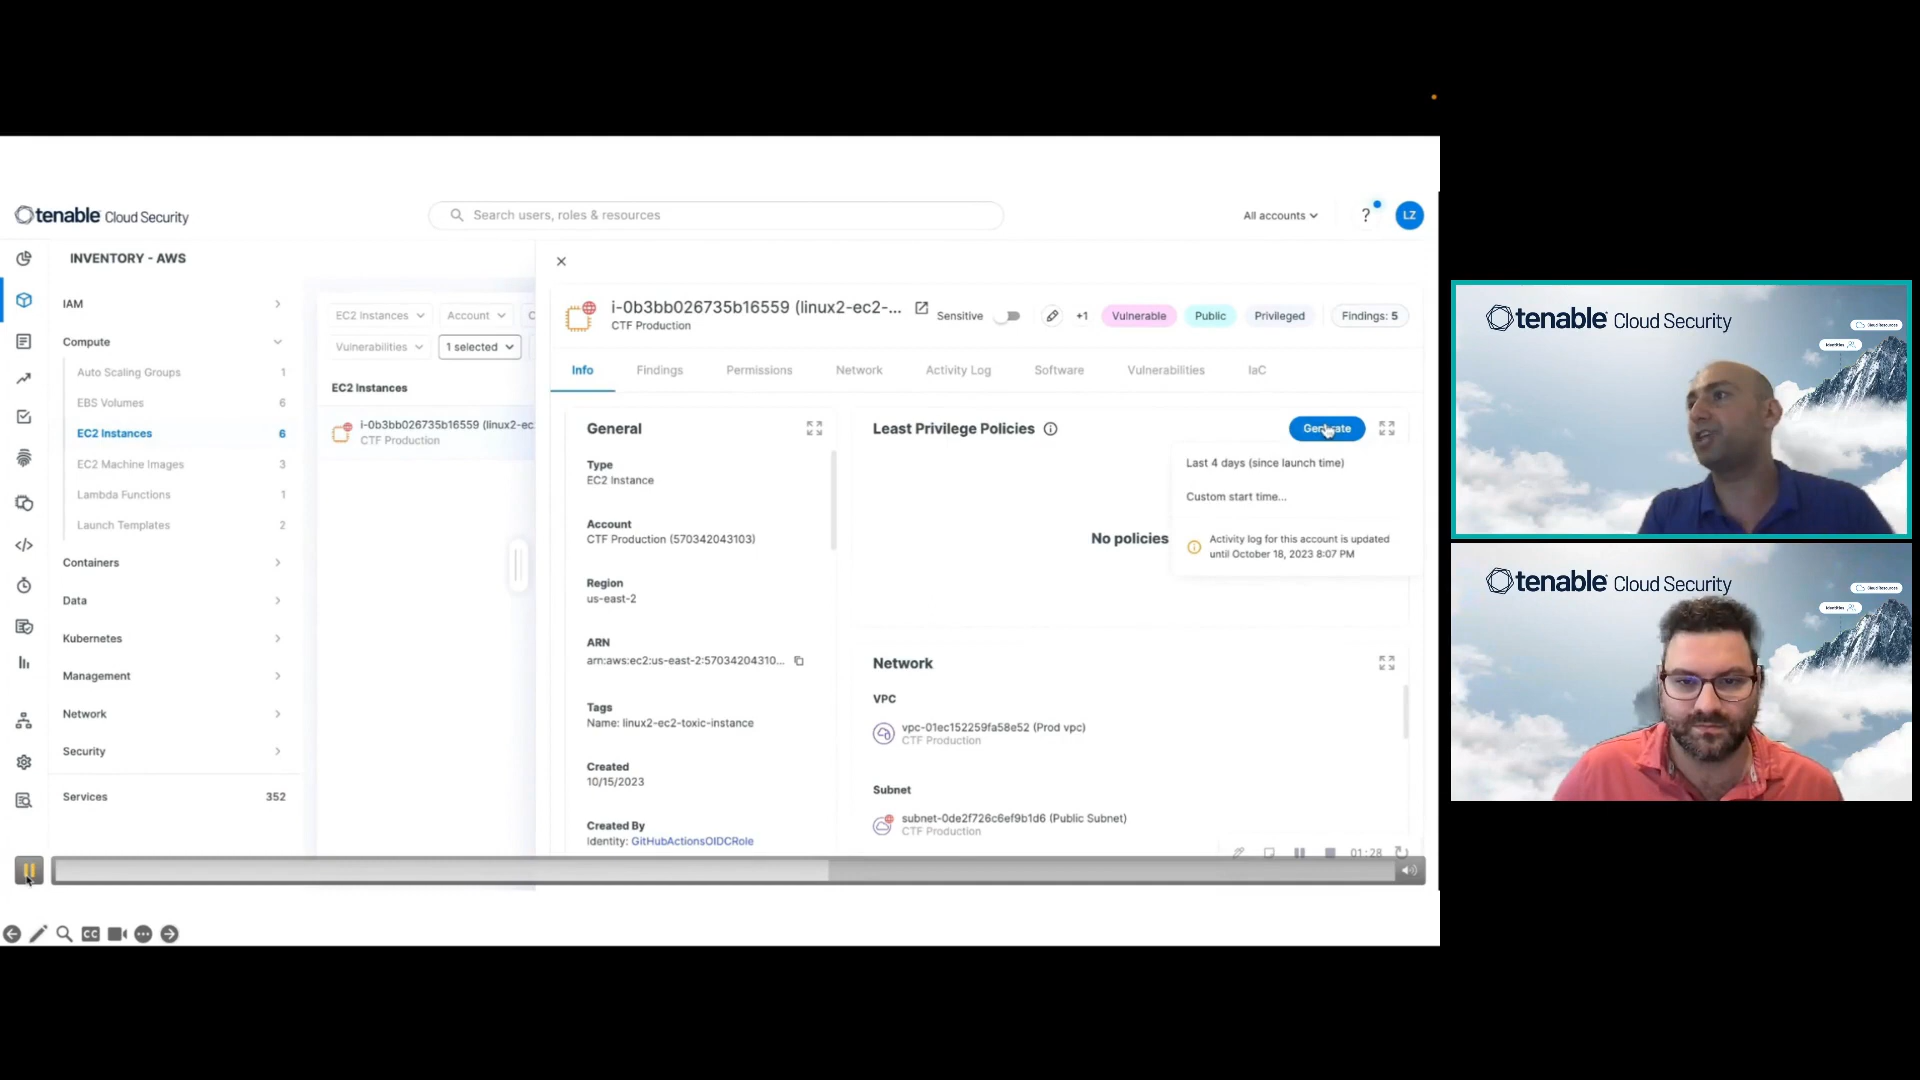 tenable Cloud Security
Search users, roles & resources
All accounts
?
LZ
INVENTORY - AWS
IAM
Compute
Auto Scaling Groups 1
EBS Volumes 6
EC2 Instances 6
EC2 Machine Images 3
Lambda Functions 1
Launch Templates 2
Containers
Data
Kubernetes
Management
Network
Security
Services 352
EC2 Instances
Account
Vulnerabilities
1 selected
EC2 Instances
i-0b3bb026735b16559 (linux2-ec
CTF Production
i-0b3bb026735b16559 (linux2-ec2-...
CTF Production
Sensitive
+1
Vulnerable
Public
Privileged
Findings: 5
Info
Findings
Permissions
Network
Activity Log
Software
Vulnerabilities
IaC
General
Type
EC2 Instance
Account
CTF Production (570342043103)
Region
us-east-2
ARN
arn:aws:ec2:us-east-2:57034204310...
Tags
Name: linux2-ec2-toxic-instance
Created
10/15/2023
Created By
Identity: GitHubActionsOIDCRole
Least Privilege Policies
Generate
Last 4 days (since launch time)
Custom start time...
Activity log for this account is updated
until October 18, 2023 8:07 PM
No policies
Network
VPC
vpc-01ec152259fa58e52 (Prod vpc)
CTF Production
Subnet
subnet-0de2f726c6ef9b1d6 (Public Subnet)
CTF Production
01:28
CC
tenable Cloud Security
Cloud Resources
Identities
tenable Cloud Security
Cloud Resources
Identities